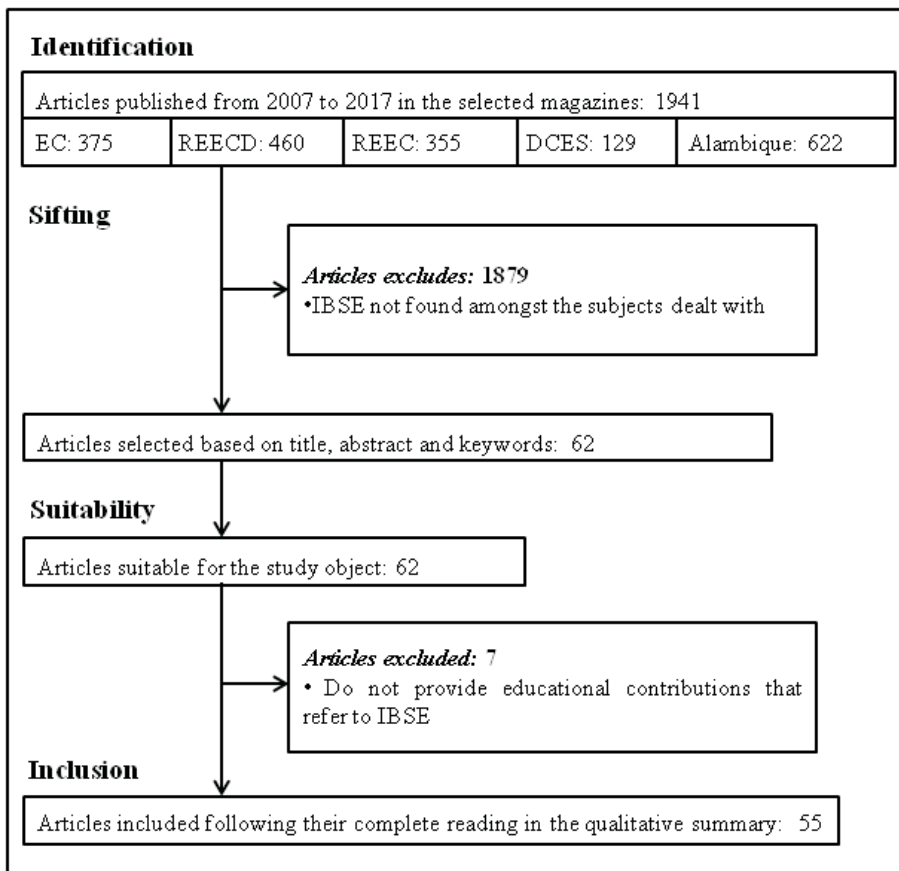 Identification
Articles published from 2007 to 2017 in the selected magazines: 1941
EC: 375 REECD: 460 REEC: 355 DCES: 129 Alambique: 622
Sifting
Articles excludes: 1879
•IBSE not found amongst the subjects dealt with
Articles selected based on title, abstract and keywords: 62
Suitability
Articles suitable for the study object: 62
Articles excluded: 7
• Do not provide educational contributions that
refer to IBSE
Inclusion
Articles included following their complete reading in the qualitative summary: 55